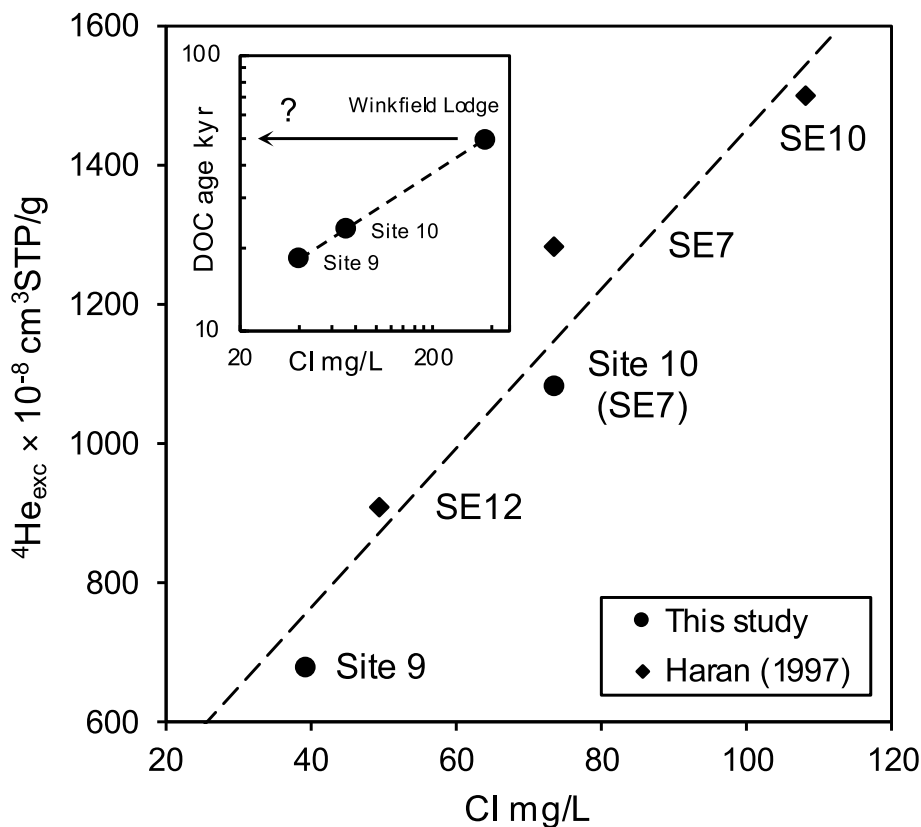 1600
1400
1200
1000
800
600
⁴Heexc × 10⁻⁸ cm³STP/g
20
40
60
80
100
120
Cl mg/L
100
10
DOC age kyr
20
Cl mg/L
200
?
Winkfield Lodge
Site 10
Site 9
SE10
SE7
Site 10
(SE7)
SE12
Site 9
This study
Haran (1997)